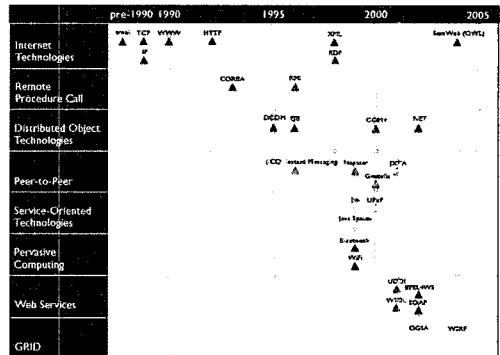 pre-1990 1990 1995 2000 2005
Internet Technologies
email TCP WWW HTTP XML SemWeb (OWL)
IP RDF
Remote Procedure Call
CORBA RMI
Distributed Object Technologies
DCOM EJB COM+ .NET
Peer-to-Peer
ICQ Instant Messaging Napster
Gnutella
Service-Oriented Technologies
Jini UPnP
Java Spaces
Pervasive Computing
Bluetooth
WiFi
Web Services
UDDI BPEL4WS
WSDL SOAP
GRID
OGSA WSRF